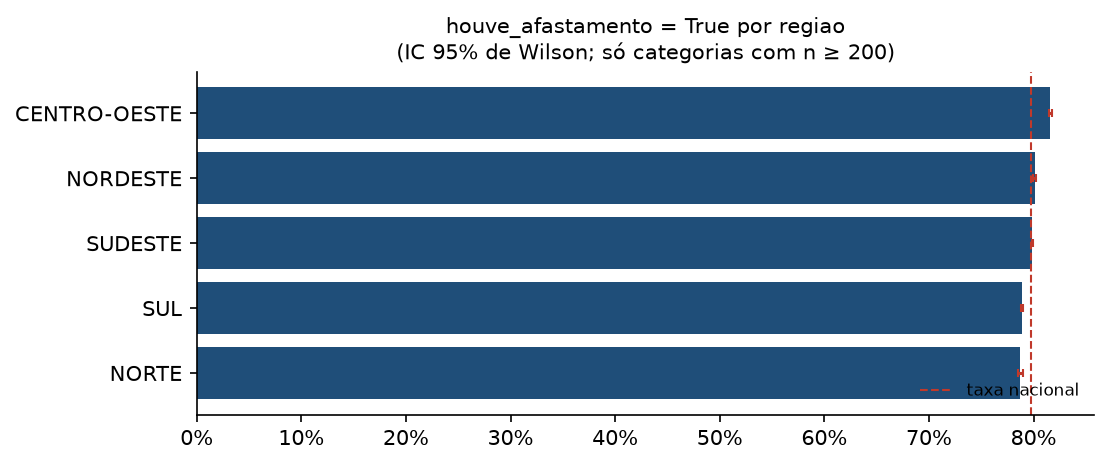 houve_afastamento = True por regiao
(IC 95% de Wilson; só categorias com n ≥ 200)
CENTRO-OESTE
NORDESTE
SUDESTE
SUL
NORTE
taxa nacional
0% 10% 20% 30% 40% 50% 60% 70% 80%